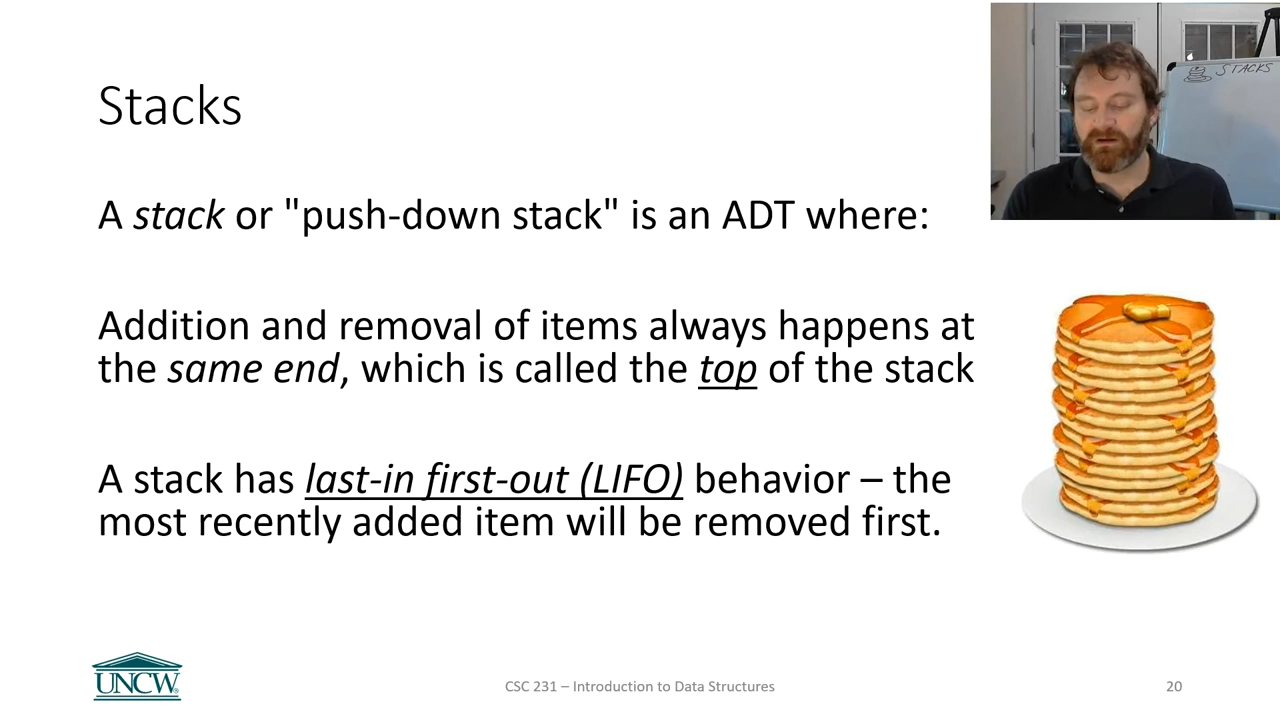 STACKS
Stacks
A stack or "push-down stack" is an ADT where:
Addition and removal of items always happens at
the same end, which is called the top of the stack
A stack has last-in first-out (LIFO) behavior – the
most recently added item will be removed first.
UNCW
CSC 231 – Introduction to Data Structures
20